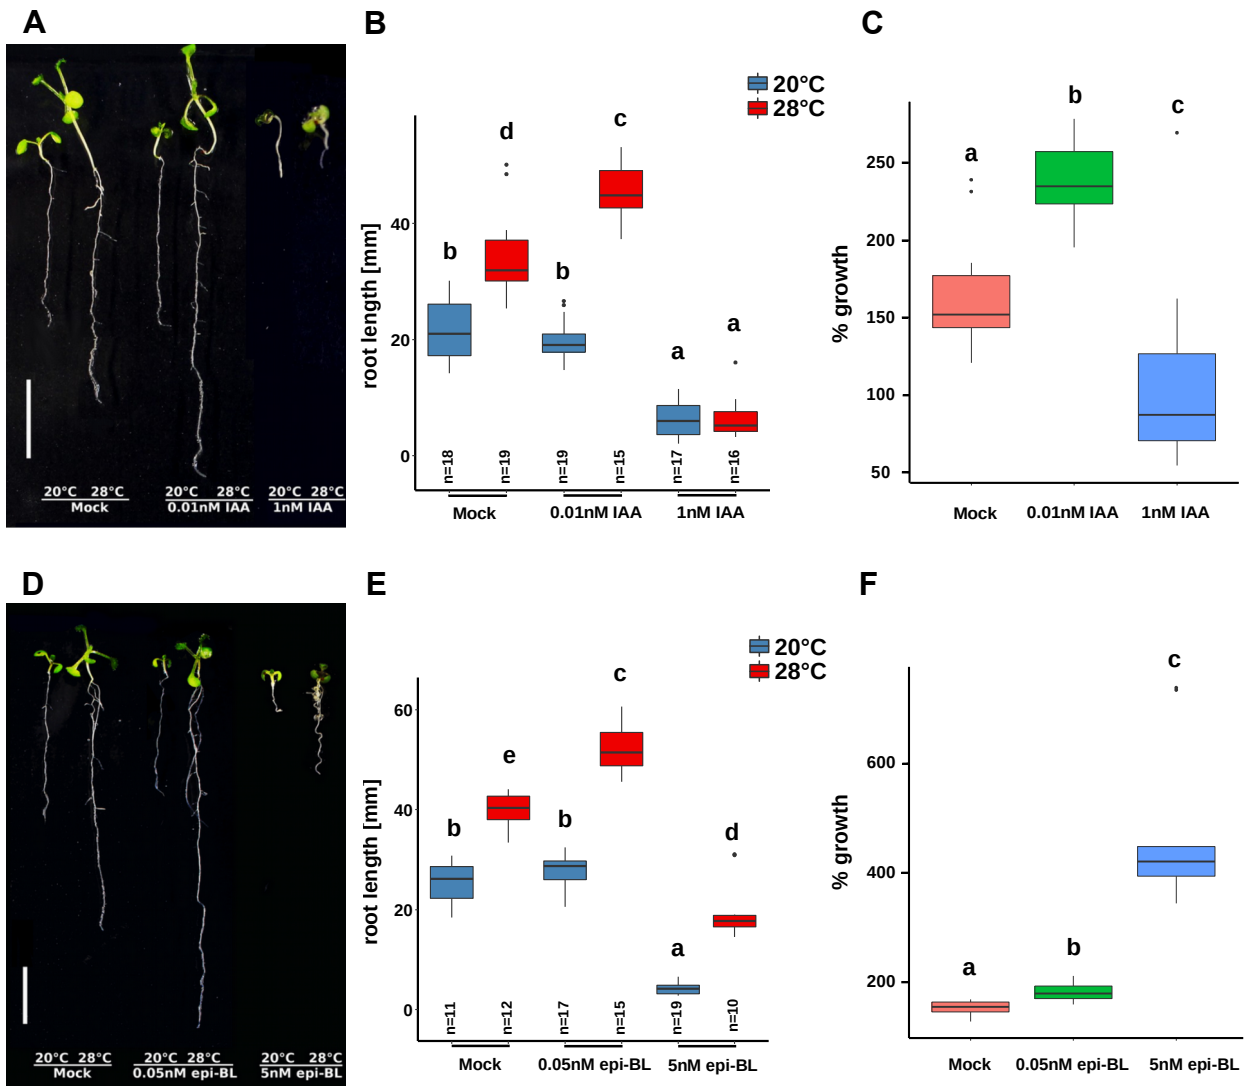 A
20°C 28°C
Mock
20°C 28°C
0.01nM IAA
20°C 28°C
1nM IAA
B
20°C
28°C
root length [mm]
40
20
0
b
d
b
c
a
a
n=18
n=19
n=19
n=15
n=17
n=16
Mock
0.01nM IAA
1nM IAA
C
% growth
250
200
150
100
50
a
b
c
Mock
0.01nM IAA
1nM IAA
D
20°C 28°C
Mock
20°C 28°C
0.05nM epi-BL
20°C 28°C
5nM epi-BL
E
20°C
28°C
root length [mm]
60
40
20
0
b
e
b
c
a
d
n=11
n=12
n=17
n=15
n=19
n=10
Mock
0.05nM epi-BL
5nM epi-BL
F
% growth
600
400
200
a
b
c
Mock
0.05nM epi-BL
5nM epi-BL